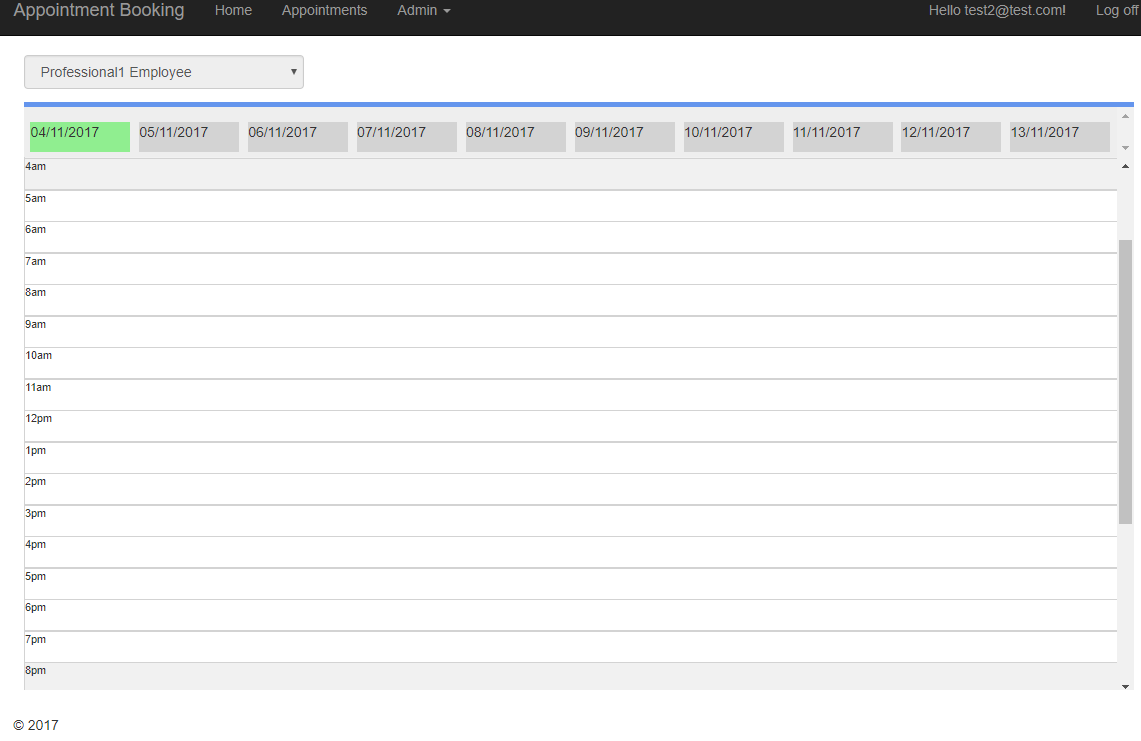 Appointment Booking Home Appointments Admin Hello test2@test.com! Log off
Professional1 Employee
04/11/2017 05/11/2017 06/11/2017 07/11/2017 08/11/2017 09/11/2017 10/11/2017 11/11/2017 12/11/2017 13/11/2017
4am
5am
6am
7am
8am
9am
10am
11am
12pm
1pm
2pm
3pm
4pm
5pm
6pm
7pm
8pm
© 2017